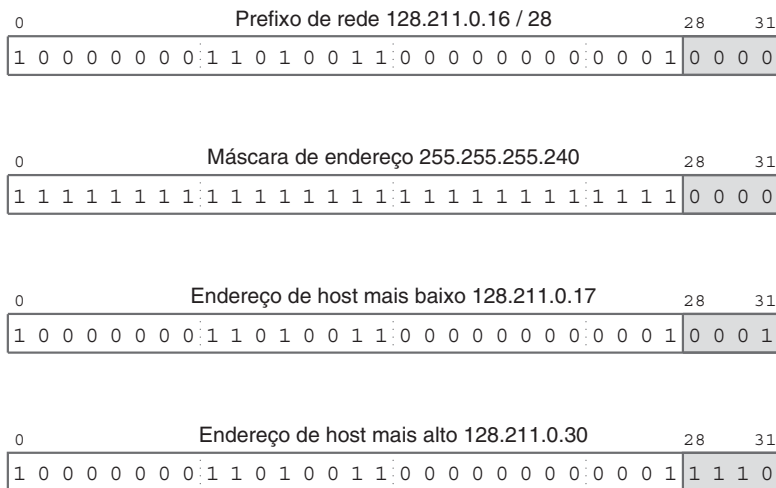 Prefixo de rede 128.211.0.16 / 28
0 28 31
1 0 0 0 0 0 0 0 1 1 0 1 0 0 1 1 0 0 0 0 0 0 0 0 0 0 0 1 0 0 0 0
Máscara de endereço 255.255.255.240
0 28 31
1 1 1 1 1 1 1 1 1 1 1 1 1 1 1 1 1 1 1 1 1 1 1 1 1 1 1 1 0 0 0 0
Endereço de host mais baixo 128.211.0.17
0 28 31
1 0 0 0 0 0 0 0 1 1 0 1 0 0 1 1 0 0 0 0 0 0 0 0 0 0 0 1 0 0 0 1
Endereço de host mais alto 128.211.0.30
0 28 31
1 0 0 0 0 0 0 0 1 1 0 1 0 0 1 1 0 0 0 0 0 0 0 0 0 0 0 1 1 1 1 0